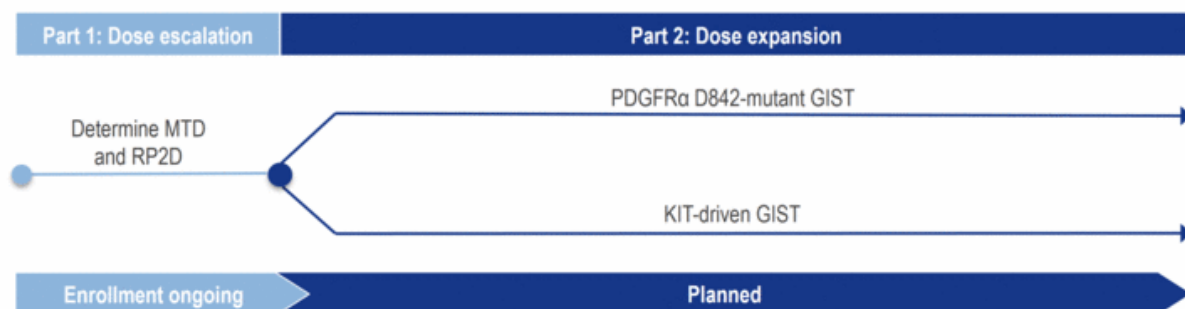 Part 1: Dose escalation
Part 2: Dose expansion
PDGFRα D842-mutant GIST
Determine MTD
and RP2D
KIT-driven GIST
Enrollment ongoing
Planned